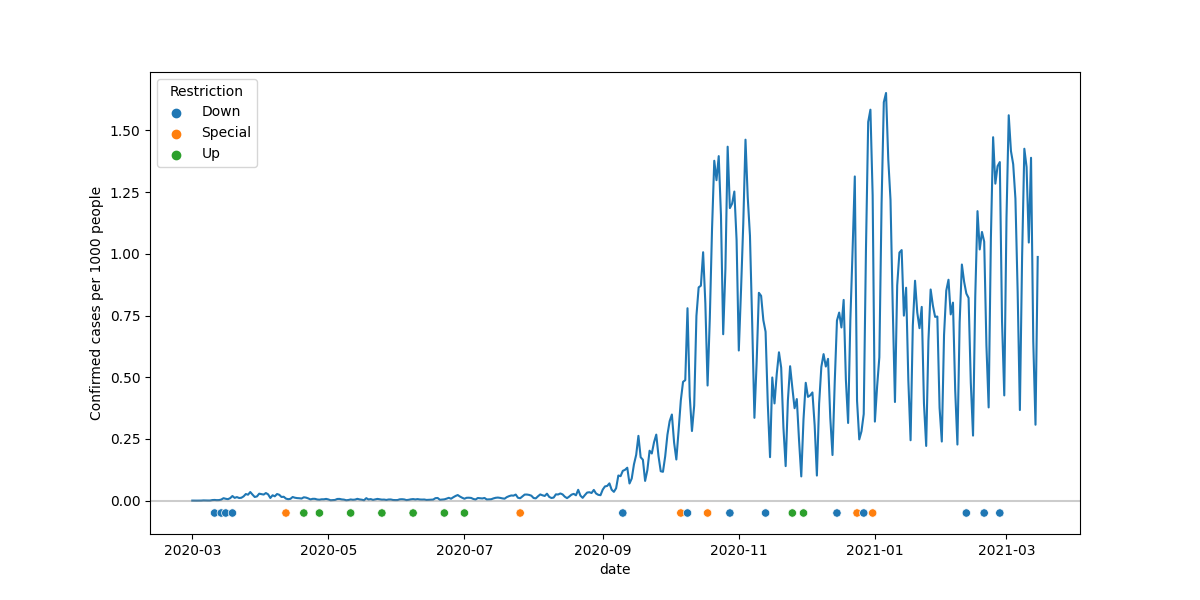 Restriction
Down
Special
Up
1.50
1.25
1.00
0.75
0.50
0.25
0.00
Confirmed cases per 1000 people
2020-03
2020-05
2020-07
2020-09
2020-11
2021-01
2021-03
date